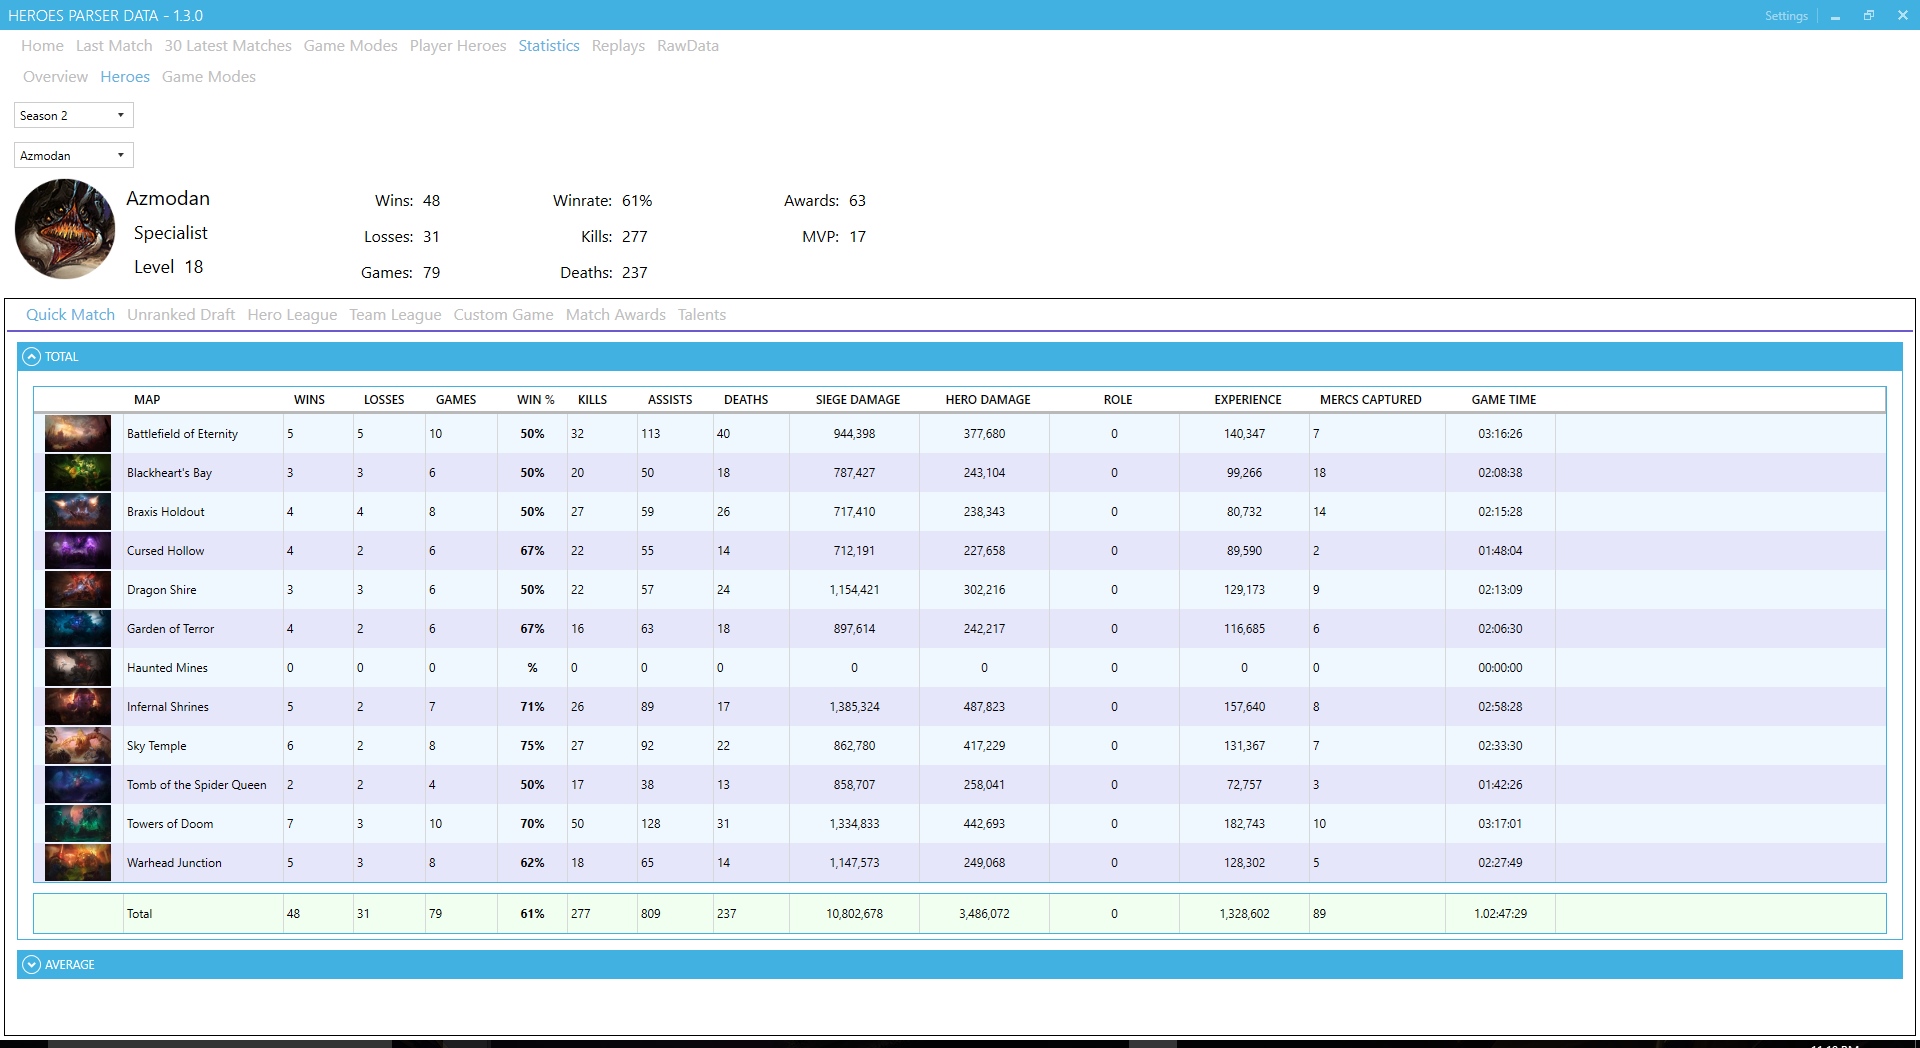 HEROES PARSER DATA - 1.3.0 Settings
Home Last Match 30 Latest Matches Game Modes Player Heroes Statistics Replays RawData
Overview Heroes Game Modes
Season 2
Azmodan
Azmodan
Specialist
Level 18
Wins: 48 Winrate: 61% Awards: 63
Losses: 31 Kills: 277 MVP: 17
Games: 79 Deaths: 237
Quick Match Unranked Draft Hero League Team League Custom Game Match Awards Talents
TOTAL
MAP WINS LOSSES GAMES WIN % KILLS ASSISTS DEATHS SIEGE DAMAGE HERO DAMAGE ROLE EXPERIENCE MERCS CAPTURED GAME TIME
Battlefield of Eternity 5 5 10 50% 32 113 40 944,398 377,680 0 140,347 7 03:16:26
Blackheart's Bay 3 3 6 50% 20 50 18 787,427 243,104 0 99,266 18 02:08:38
Braxis Holdout 4 4 8 50% 27 59 26 717,410 238,343 0 80,732 14 02:15:28
Cursed Hollow 4 2 6 67% 22 55 14 712,191 227,658 0 89,590 2 01:48:04
Dragon Shire 3 3 6 50% 22 57 24 1,154,421 302,216 0 129,173 9 02:13:09
Garden of Terror 4 2 6 67% 16 63 18 897,614 242,217 0 116,685 6 02:06:30
Haunted Mines 0 0 0 % 0 0 0 0 0 0 0 0 00:00:00
Infernal Shrines 5 2 7 71% 26 89 17 1,385,324 487,823 0 157,640 8 02:58:28
Sky Temple 6 2 8 75% 27 92 22 862,780 417,229 0 131,367 7 02:33:30
Tomb of the Spider Queen 2 2 4 50% 17 38 13 858,707 258,041 0 72,757 3 01:42:26
Towers of Doom 7 3 10 70% 50 128 31 1,334,833 442,693 0 182,743 10 03:17:01
Warhead Junction 5 3 8 62% 18 65 14 1,147,573 249,068 0 128,302 5 02:27:49
Total 48 31 79 61% 277 809 237 10,802,678 3,486,072 0 1,328,602 89 1.02:47:29
AVERAGE